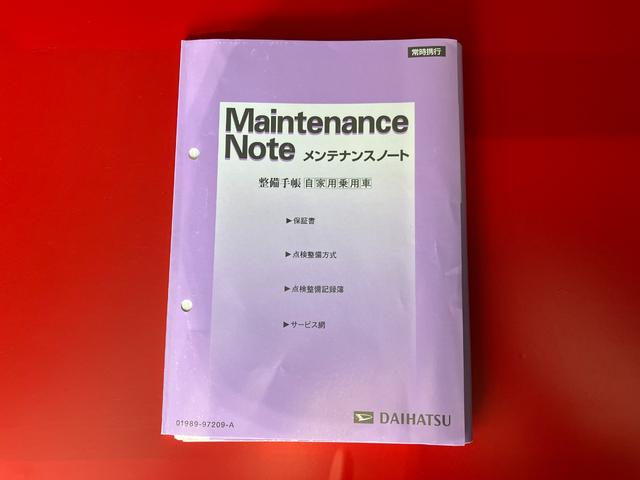 常時携行
Maintenance
Note メンテナンスノート
整備手帳 自家用乗用車
▶保証書
▶点検整備方式
▶点検整備記録簿
▶サービス網
01989-97209-A
DAIHATSU